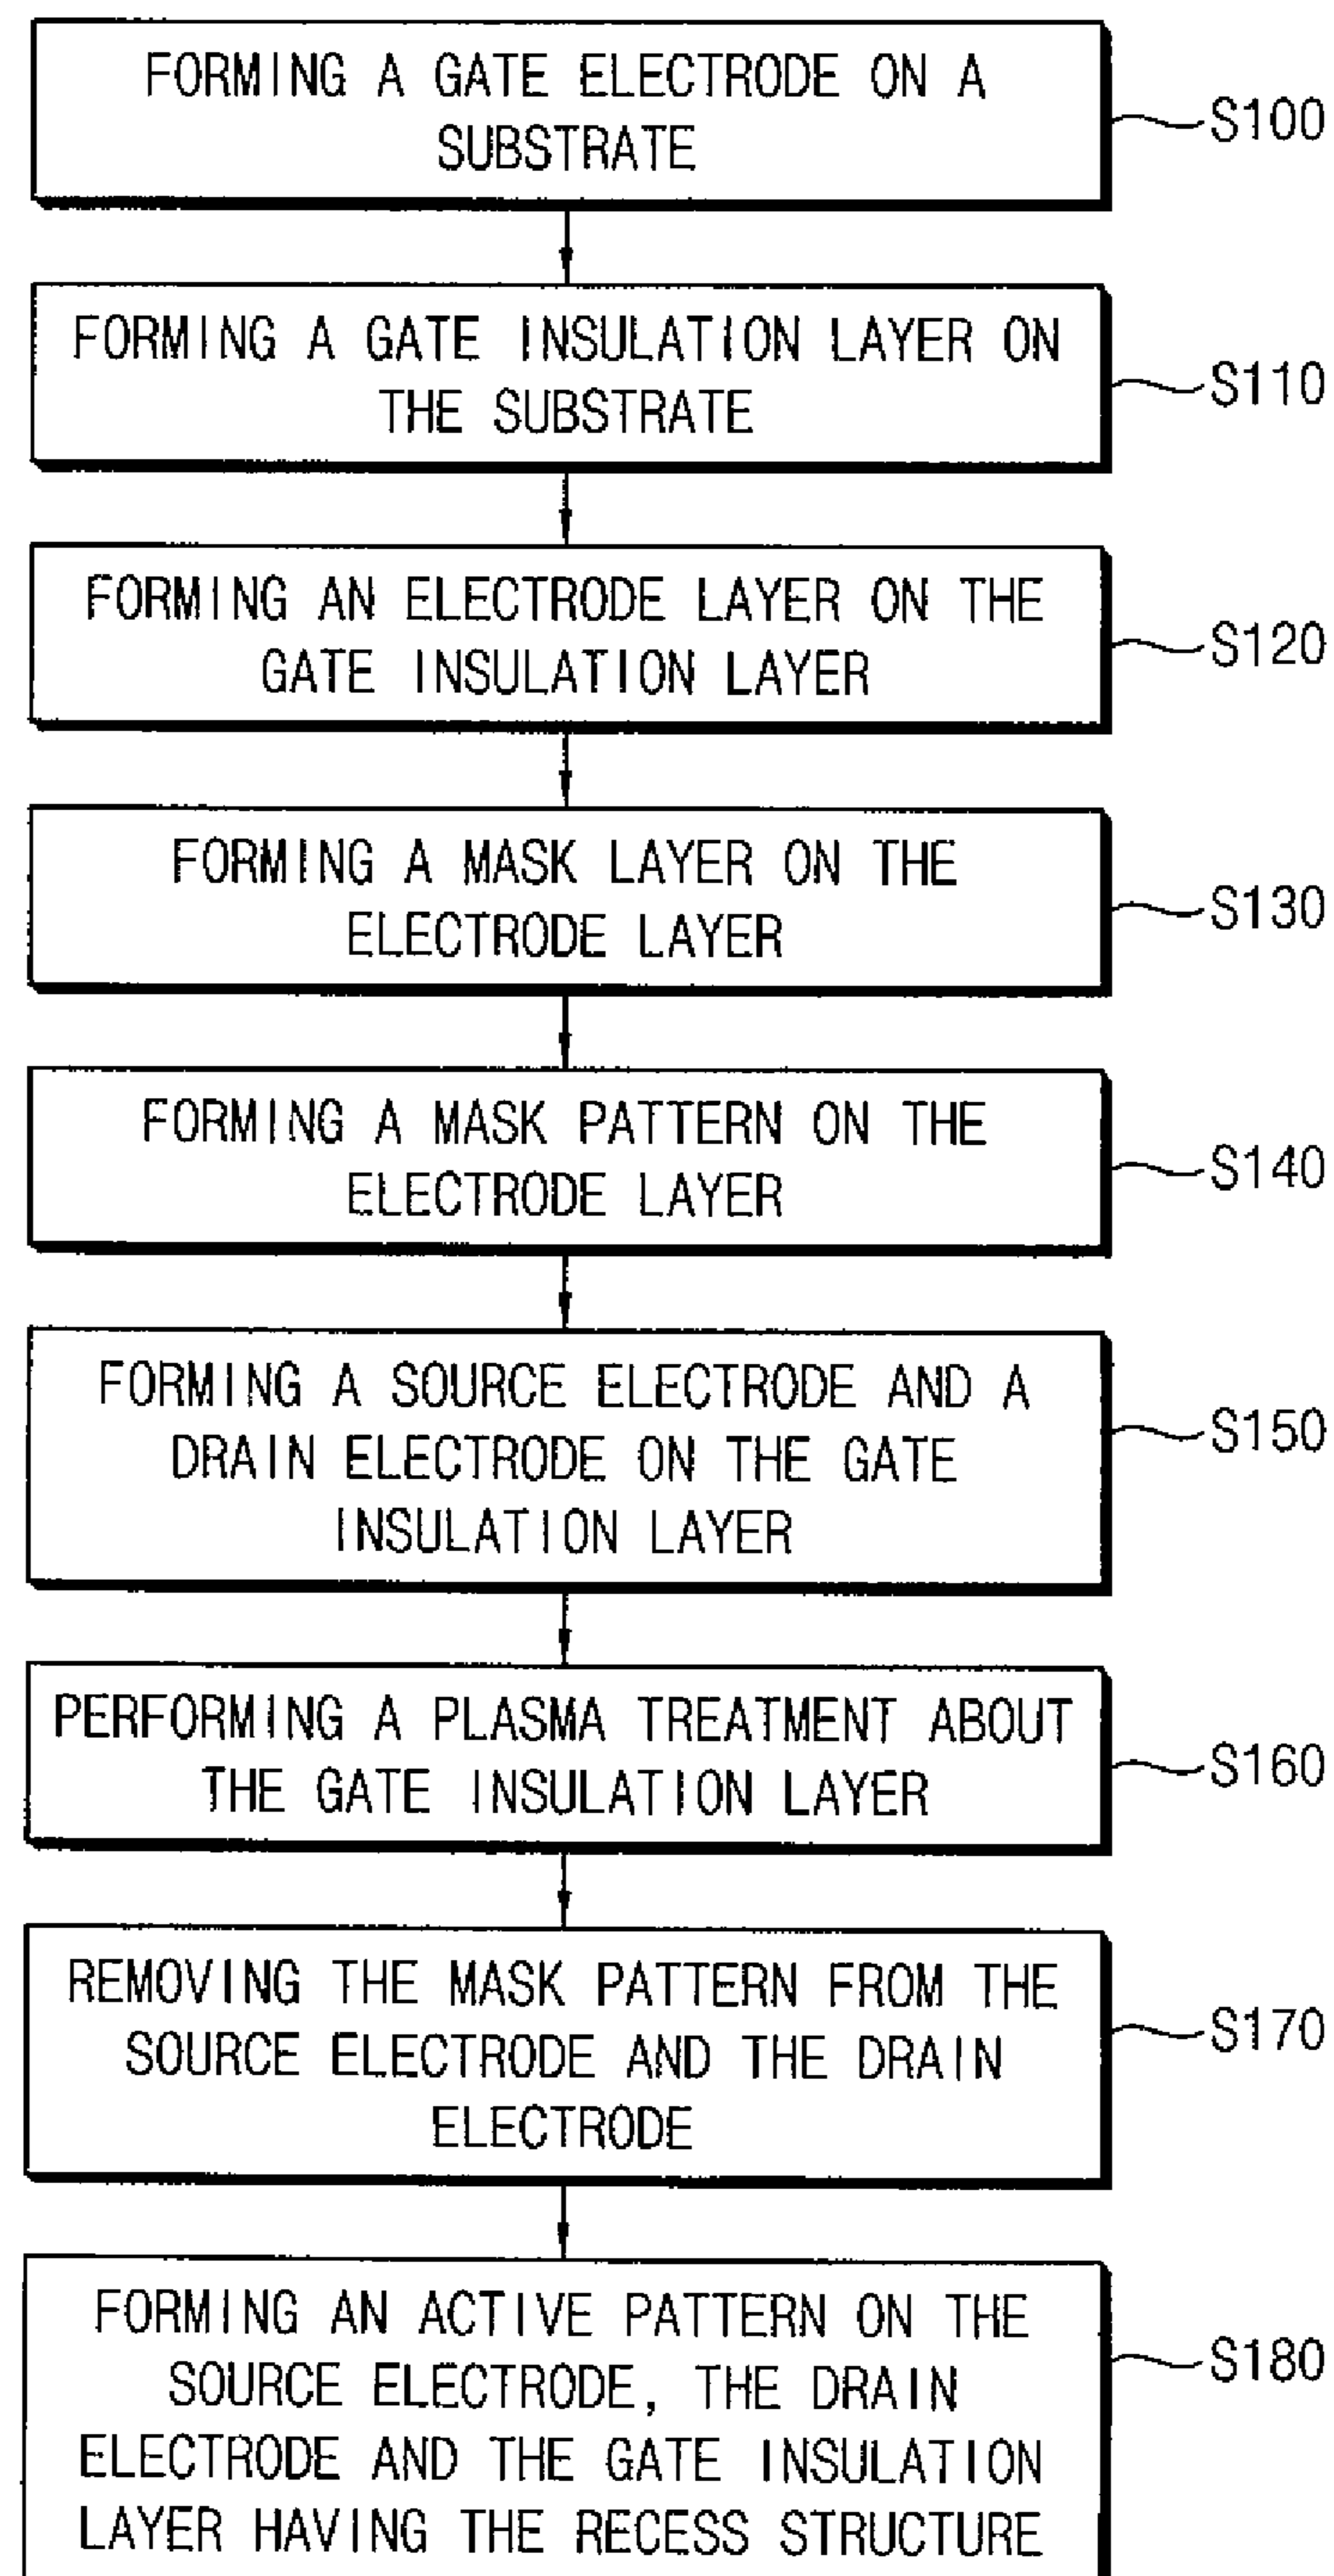 FORMING A GATE ELECTRODE ON A
SUBSTRATE
S100
FORMING A GATE INSULATION LAYER ON
THE SUBSTRATE
S110
FORMING AN ELECTRODE LAYER ON THE
GATE INSULATION LAYER
S120
FORMING A MASK LAYER ON THE
ELECTRODE LAYER
S130
FORMING A MASK PATTERN ON THE
ELECTRODE LAYER
S140
FORMING A SOURCE ELECTRODE AND A
DRAIN ELECTRODE ON THE GATE
INSULATION LAYER
S150
PERFORMING A PLASMA TREATMENT ABOUT
THE GATE INSULATION LAYER
S160
REMOVING THE MASK PATTERN FROM THE
SOURCE ELECTRODE AND THE DRAIN
ELECTRODE
S170
FORMING AN ACTIVE PATTERN ON THE
SOURCE ELECTRODE, THE DRAIN
ELECTRODE AND THE GATE INSULATION
LAYER HAVING THE RECESS STRUCTURE
S180